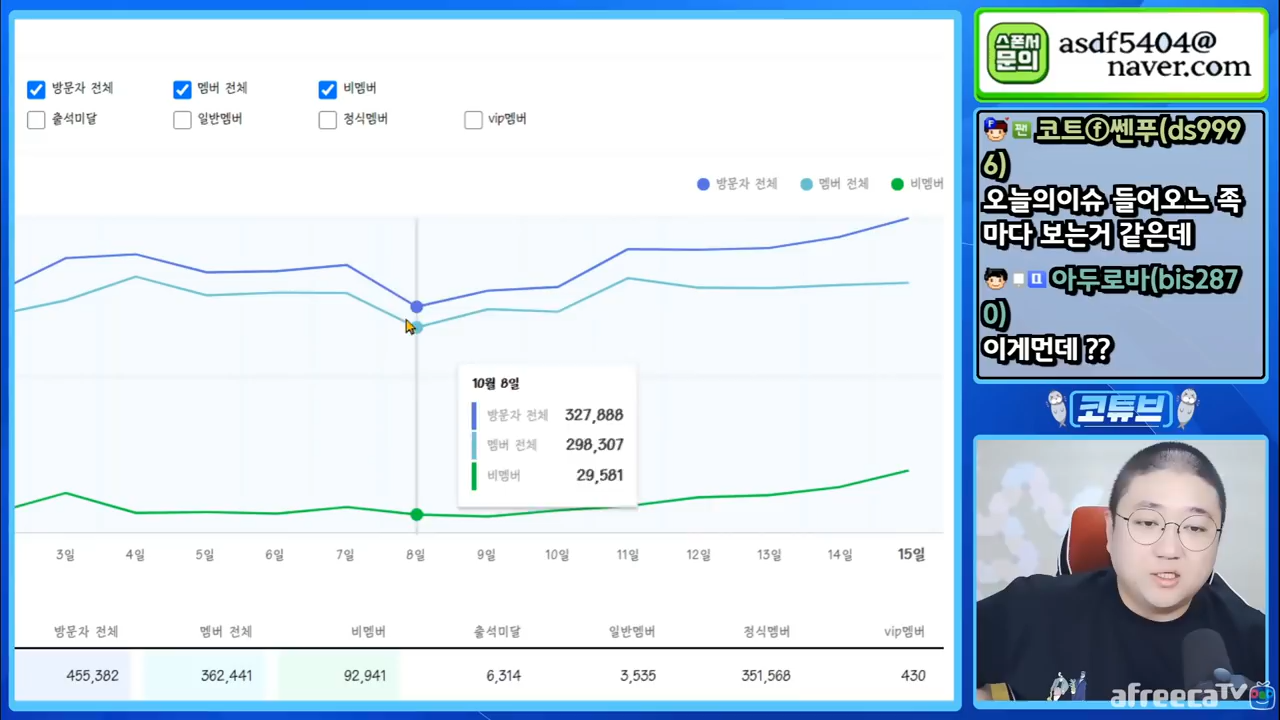 방문자 전체 멤버 전체 비멤버
출석미달 일반멤버 정식멤버 vip멤버
방문자 전체 멤버 전체 비멤버
10월 8일
방문자 전체 327,888
멤버 전체 298,307
비멤버 29,581
3일 4일 5일 6일 7일 8일 9일 10일 11일 12일 13일 14일 15일
방문자 전체 멤버 전체 비멤버 출석미달 일반멤버 정식멤버 vip멤버
455,382 362,441 92,941 6,314 3,535 351,568 430
스폰서
문의
asdf5404@
naver.com
F 팬 코트ⓕ쎈푸(ds999
6)
오늘의이슈 들어오느 족
마다 보는거 같은데
아두로바(bis287
0)
이게먼데 ??
코튜브
afreecaTV